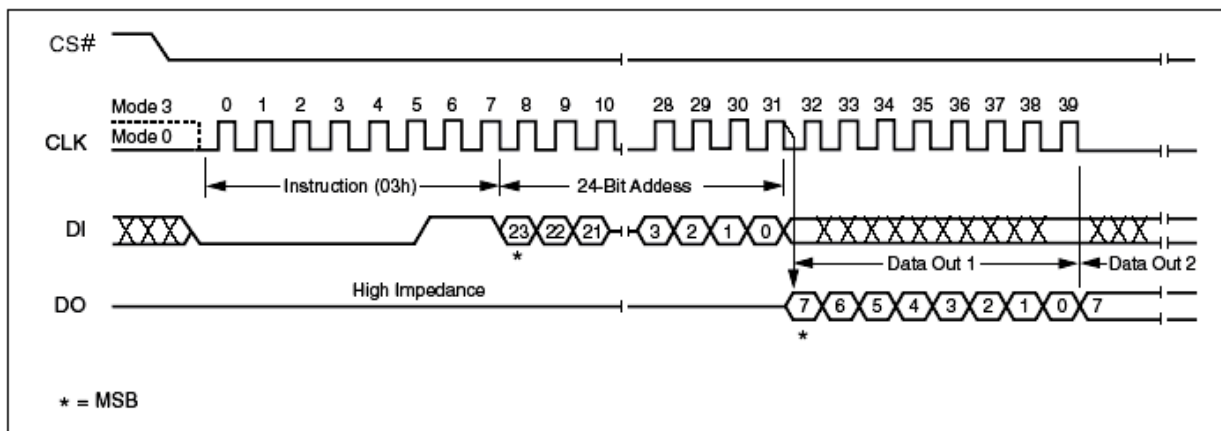 CS#
Mode 3
0 1 2 3 4 5 6 7 8 9 10 28 29 30 31 32 33 34 35 36 37 38 39
Mode 0
CLK
Instruction (03h) 24-Bit Addess
DI 23 22 21 3 2 1 0
*
Data Out 1 Data Out 2
High Impedance
DO 7 6 5 4 3 2 1 0 7
*
* = MSB